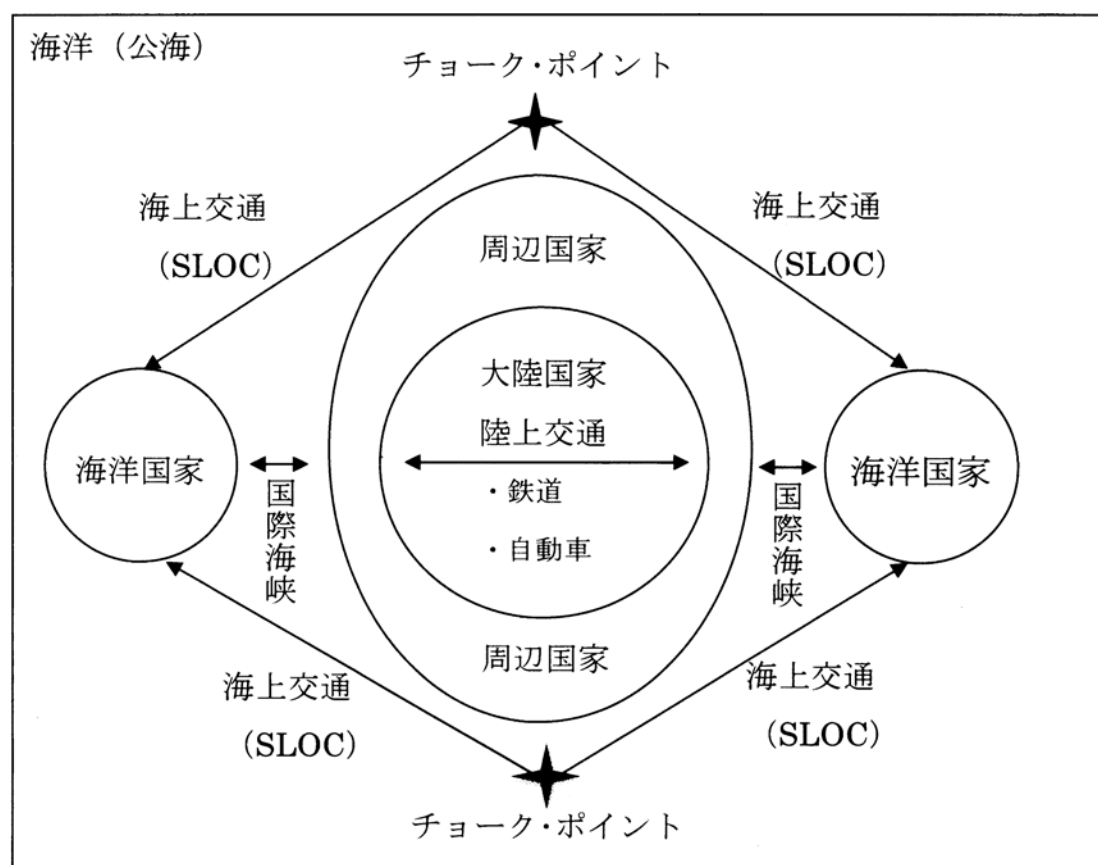 海洋（公海）
チョーク・ポイント
海上交通
（SLOC）
海上交通
（SLOC）
周辺国家
大陸国家
陸上交通
・鉄道
・自動車
海洋国家
国際海峡
国際海峡
海洋国家
周辺国家
海上交通
（SLOC）
海上交通
（SLOC）
チョーク・ポイント